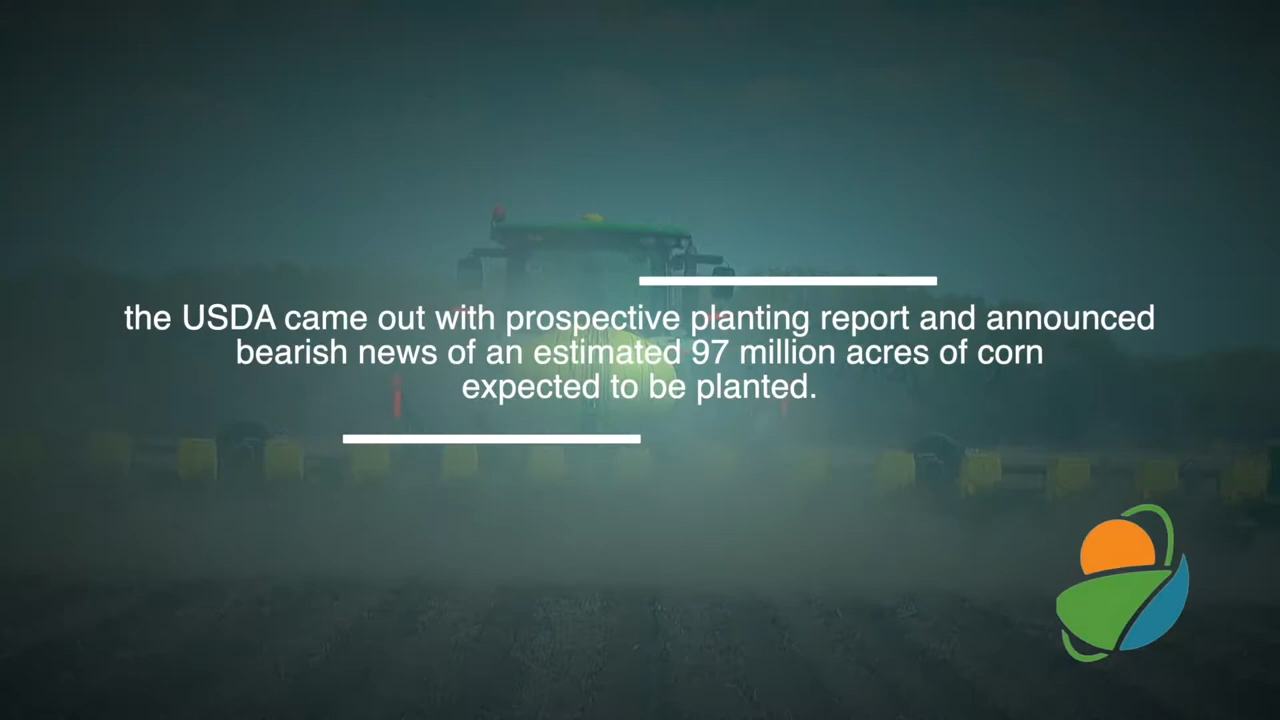 the USDA came out with prospective planting report and announced
bearish news of an estimated 97 million acres of corn
expected to be planted.